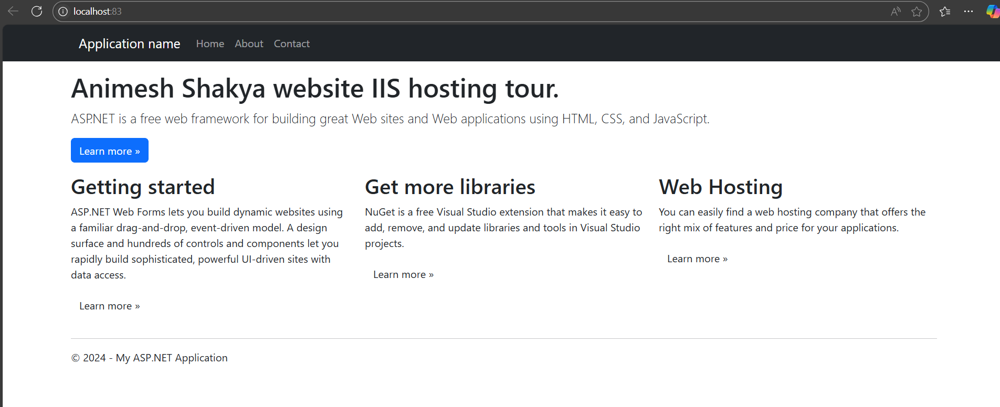 localhost:83
Application name Home About Contact
Animesh Shakya website IIS hosting tour.
ASP.NET is a free web framework for building great Web sites and Web applications using HTML, CSS, and JavaScript.
Learn more »
Getting started
ASP.NET Web Forms lets you build dynamic websites using
a familiar drag-and-drop, event-driven model. A design
surface and hundreds of controls and components let you
rapidly build sophisticated, powerful UI-driven sites with
data access.
Learn more »
Get more libraries
NuGet is a free Visual Studio extension that makes it easy to
add, remove, and update libraries and tools in Visual Studio
projects.
Learn more »
Web Hosting
You can easily find a web hosting company that offers the
right mix of features and price for your applications.
Learn more »
© 2024 - My ASP.NET Application